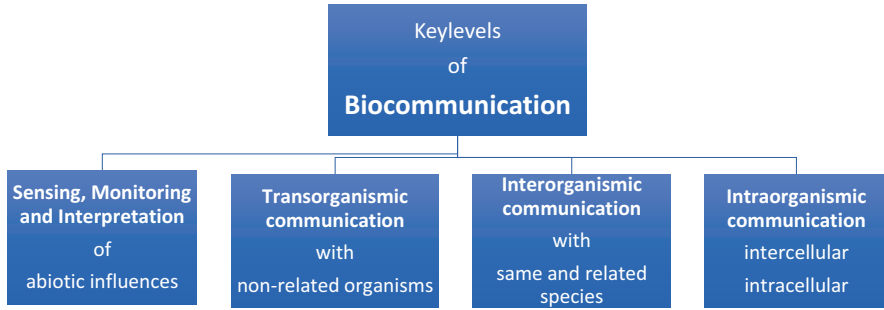 Keylevels
of
Biocommunication
Sensing, Monitoring
and Interpretation
of
abiotic influences
Transorganismic
communication
with
non-related organisms
Interorganismic
communication
with
same and related
species
Intraorganismic
communication
intercellular
intracellular